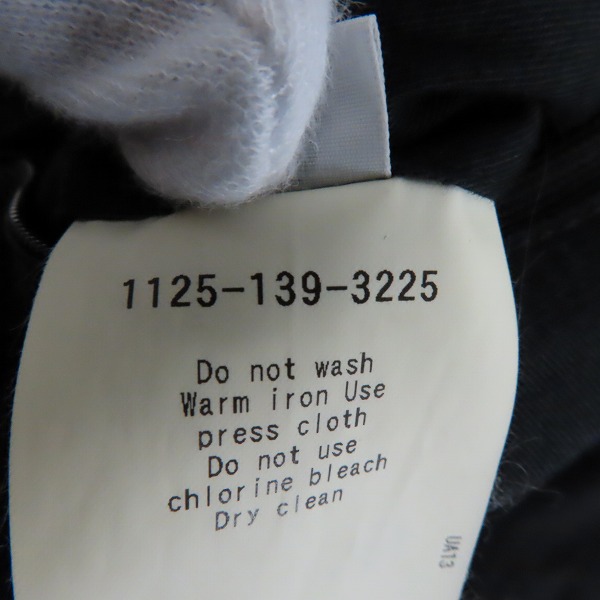 1125-139-3225
Do not wash
Warm iron Use
press cloth
Do not use
chlorine bleach
Dry clean
UA13